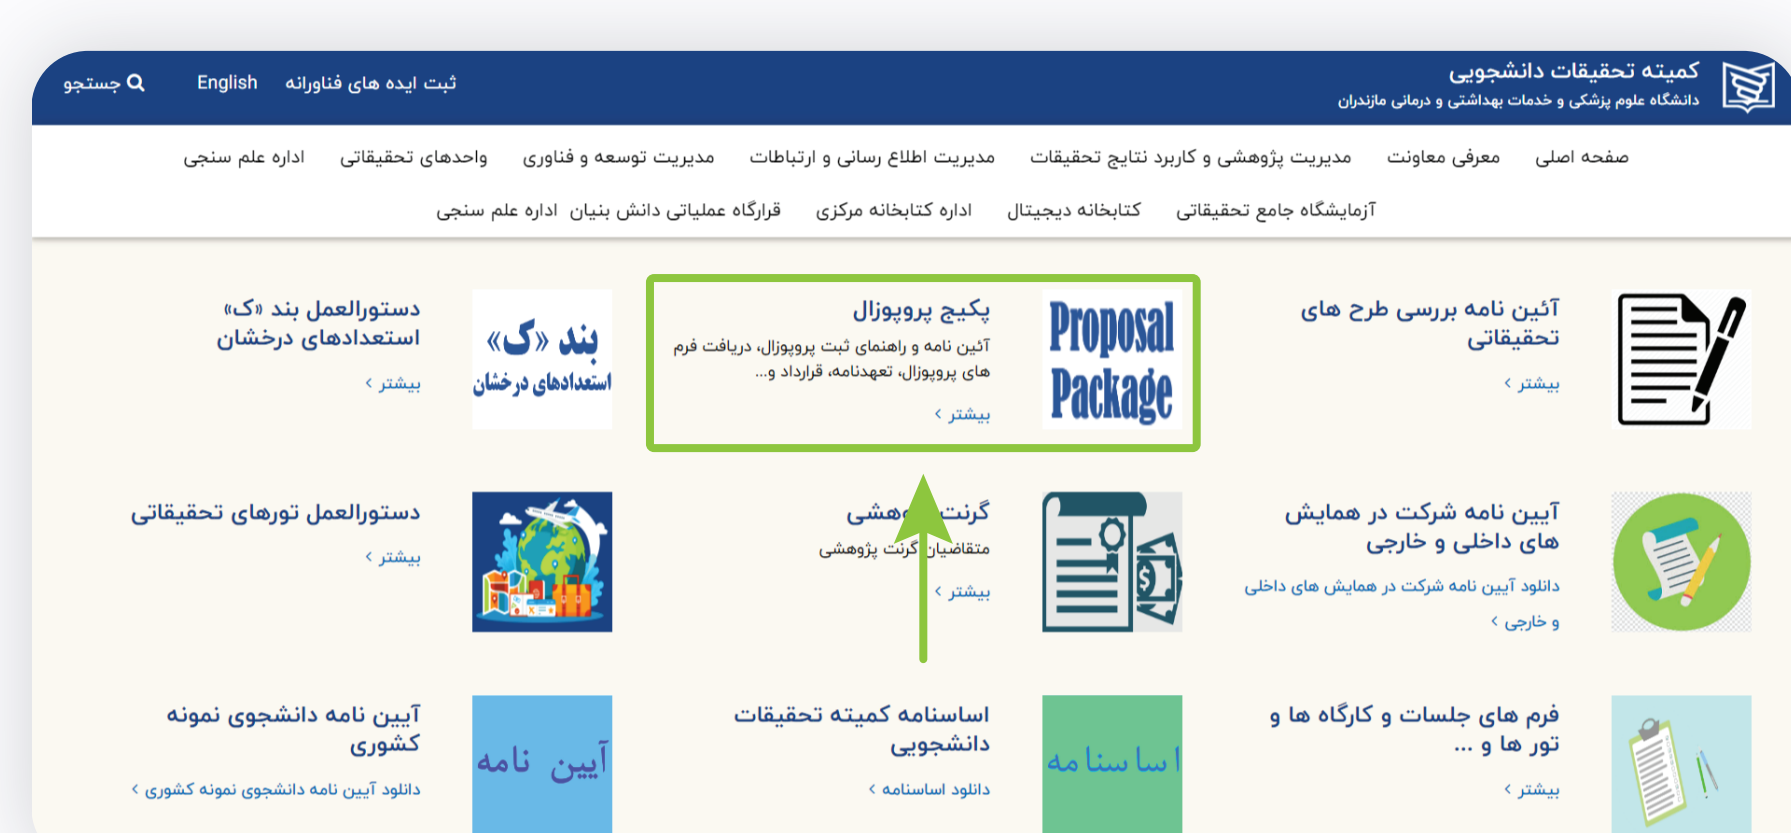 کمیته تحقیقات دانشجویی
دانشگاه علوم پزشکی و خدمات بهداشتی و درمانی مازندران
ثبت ایده های فناورانه
English
جستجو
صفحه اصلی
معرفی معاونت
مدیریت پژوهشی و کاربرد نتایج تحقیقات
مدیریت اطلاع رسانی و ارتباطات
مدیریت توسعه و فناوری
واحدهای تحقیقاتی
اداره علم سنجی
آزمایشگاه جامع تحقیقاتی
کتابخانه دیجیتال
اداره کتابخانه مرکزی
قرارگاه عملیاتی دانش بنیان
اداره علم سنجی
آئین نامه بررسی طرح های
تحقیقاتی
بیشتر
Proposal
Package
پکیج پروپوزال
آئین نامه و راهنمای ثبت پروپوزال، دریافت فرم
های پروپوزال، تعهدنامه، قرارداد و...
بیشتر
بند «ک»
استعدادهای درخشان
دستورالعمل بند «ک»
استعدادهای درخشان
بیشتر
آیین نامه شرکت در همایش
های داخلی و خارجی
دانلود آیین نامه شرکت در همایش های داخلی
و خارجی
گرنت
متقاضیان گرنت پژوهشی
بیشتر
دستورالعمل تورهای تحقیقاتی
بیشتر
فرم های جلسات و کارگاه ها و
تور ها و ...
بیشتر
اساسنامه
اساسنامه کمیته تحقیقات
دانشجویی
دانلود اساسنامه
آیین نامه
آیین نامه دانشجوی نمونه
کشوری
دانلود آیین نامه دانشجوی نمونه کشوری